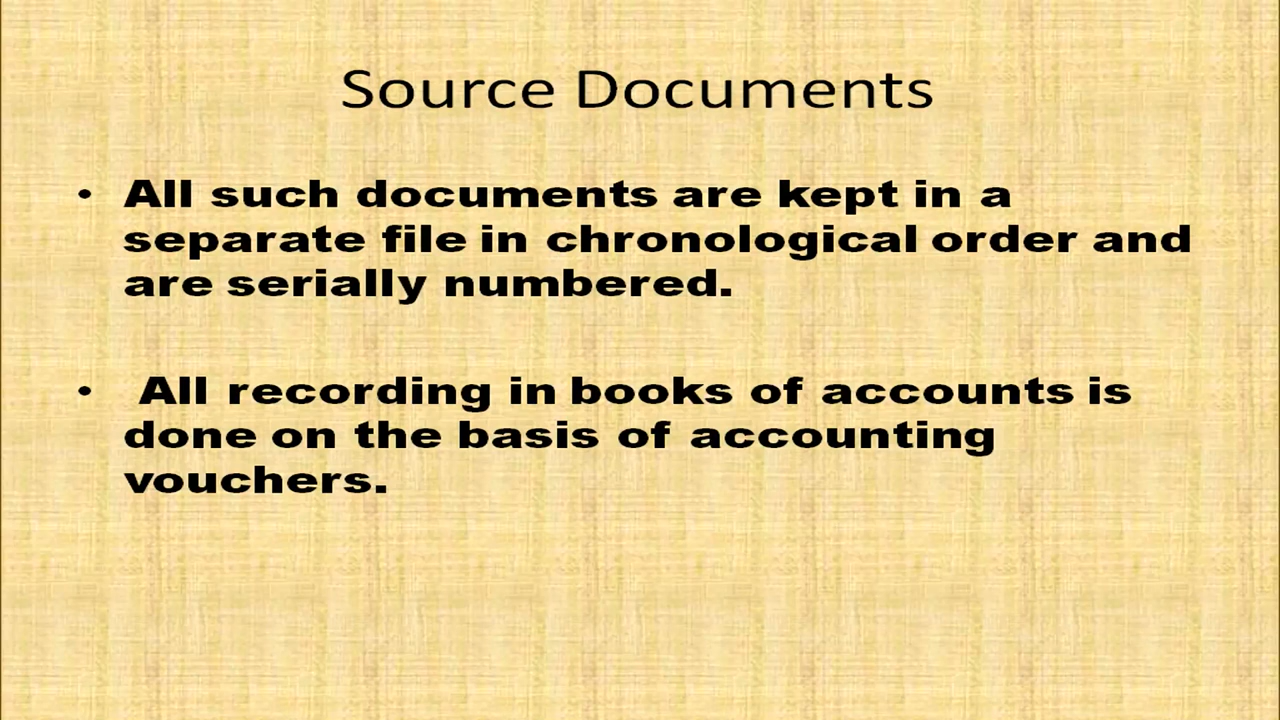 Source Documents
• All such documents are kept in a
separate file in chronological order and
are serially numbered.
• All recording in books of accounts is
done on the basis of accounting
vouchers.